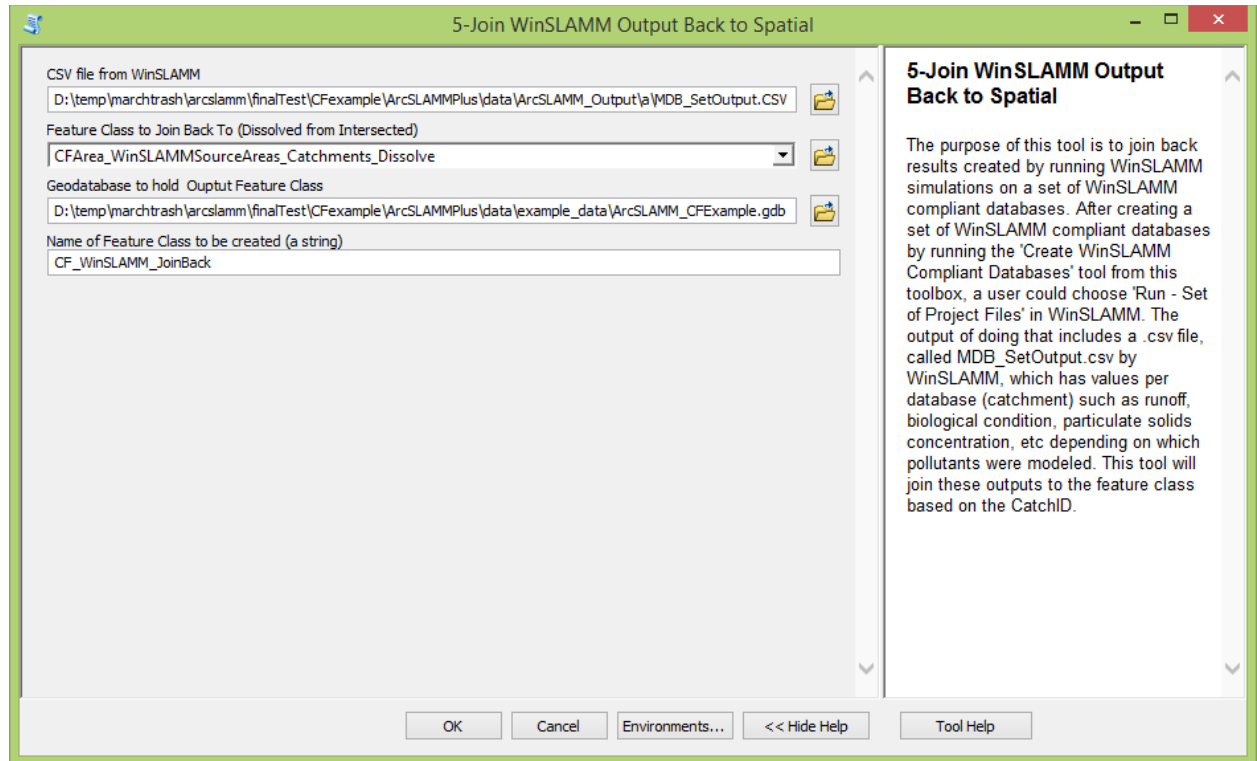 5-Join WinSLAMM Output Back to Spatial
CSV file from WinSLAMM
D:\temp\marchtrash\arcslamm\finalTest\CFexample\ArcSLAMMPlus\data\ArcSLAMM_Output\a\MDB_SetOutput.CSV
Feature Class to Join Back To (Dissolved from Intersected)
CFArea_WinSLAMMSourceAreas_Catchments_Dissolve
Geodatabase to hold Ouptut Feature Class
D:\temp\marchtrash\arcslamm\finalTest\CFexample\ArcSLAMMPlus\data\example_data\ArcSLAMM_CFExample.gdb
Name of Feature Class to be created (a string)
CF_WinSLAMM_JoinBack
5-Join WinSLAMM Output
Back to Spatial
The purpose of this tool is to join back
results created by running WinSLAMM
simulations on a set of WinSLAMM
compliant databases. After creating a
set of WinSLAMM compliant databases
by running the 'Create WinSLAMM
Compliant Databases' tool from this
toolbox, a user could choose 'Run - Set
of Project Files' in WinSLAMM. The
output of doing that includes a .csv file,
called MDB_SetOutput.csv by
WinSLAMM, which has values per
database (catchment) such as runoff,
biological condition, particulate solids
concentration, etc depending on which
pollutants were modeled. This tool will
join these outputs to the feature class
based on the CatchID.
OK
Cancel
Environments...
<< Hide Help
Tool Help